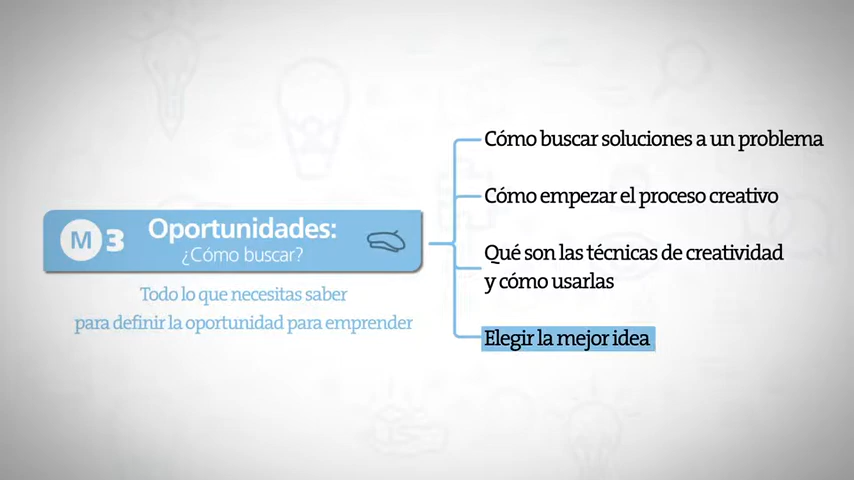 M 3
Oportunidades:
¿Cómo buscar?
Todo lo que necesitas saber
para definir la oportunidad para emprender
Cómo buscar soluciones a un problema
Cómo empezar el proceso creativo
Qué son las técnicas de creatividad
y cómo usarlas
Elegir la mejor idea